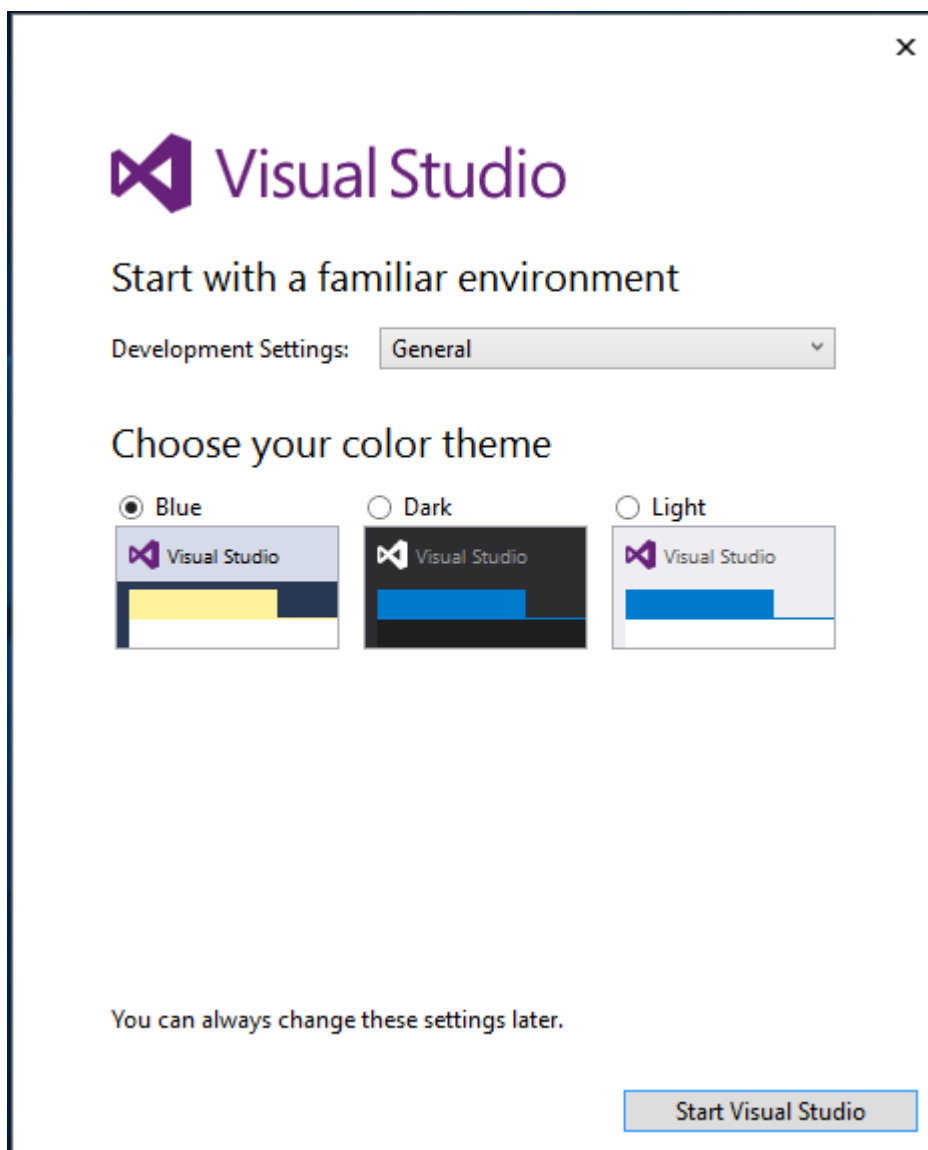 Visual Studio
Start with a familiar environment
Development Settings: General
Choose your color theme
Blue Dark Light
Visual Studio Visual Studio Visual Studio
You can always change these settings later.
Start Visual Studio